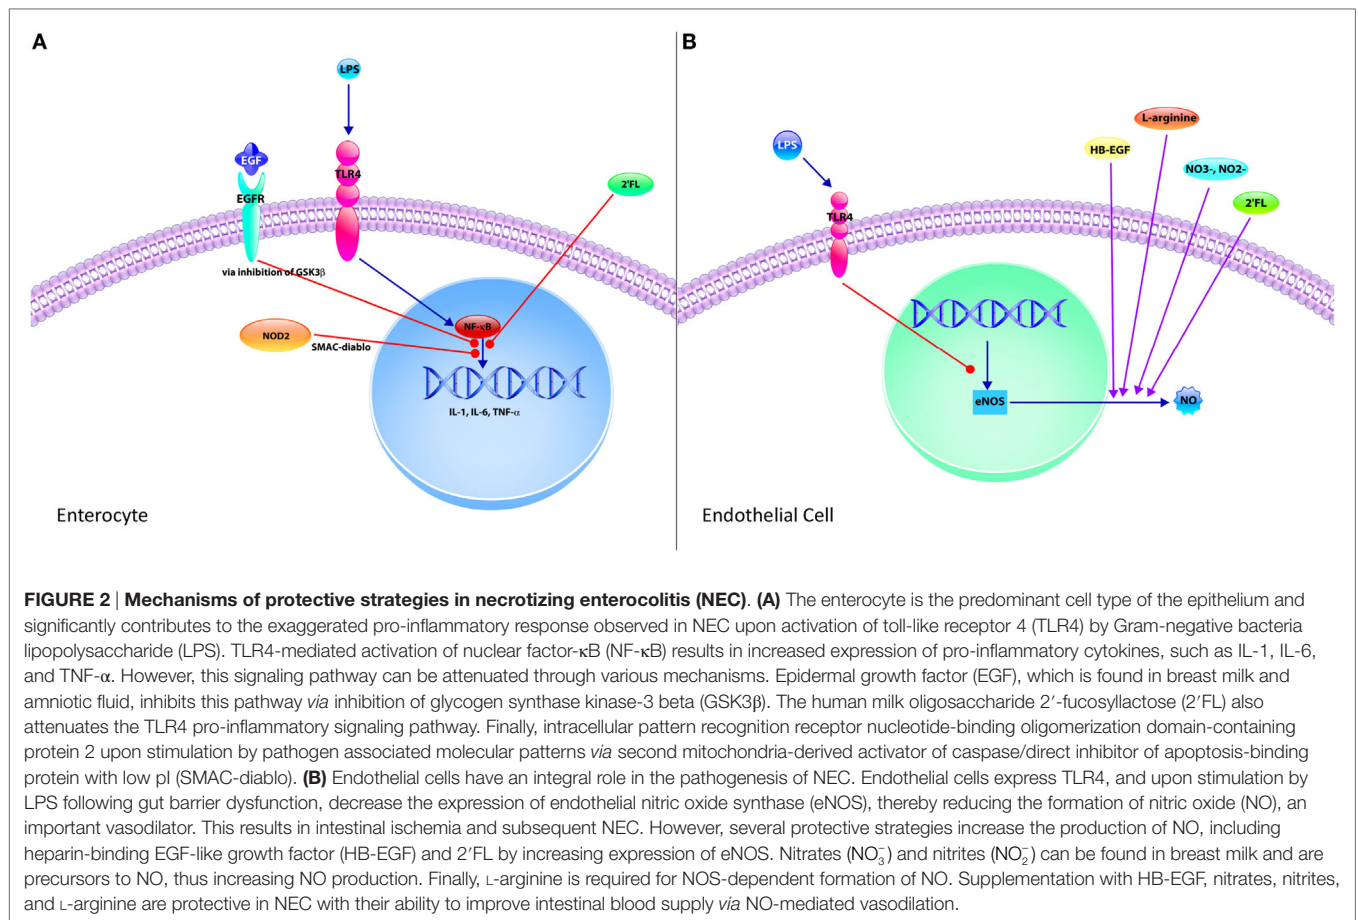 A
LPS
EGF
TLR4
EGFR
2'FL
via inhibition of GSK3β
NF-κB
NOD2
SMAC-diablo
IL-1, IL-6, TNF-α
Enterocyte
B
L-arginine
LPS
HB-EGF
NO3-, NO2-
2'FL
TLR4
eNOS
NO
Endothelial Cell
FIGURE 2 | Mechanisms of protective strategies in necrotizing enterocolitis (NEC). (A) The enterocyte is the predominant cell type of the epithelium and
significantly contributes to the exaggerated pro-inflammatory response observed in NEC upon activation of toll-like receptor 4 (TLR4) by Gram-negative bacteria
lipopolysaccharide (LPS). TLR4-mediated activation of nuclear factor-κB (NF-κB) results in increased expression of pro-inflammatory cytokines, such as IL-1, IL-6,
and TNF-α. However, this signaling pathway can be attenuated through various mechanisms. Epidermal growth factor (EGF), which is found in breast milk and
amniotic fluid, inhibits this pathway via inhibition of glycogen synthase kinase-3 beta (GSK3β). The human milk oligosaccharide 2′-fucosyllactose (2′FL) also
attenuates the TLR4 pro-inflammatory signaling pathway. Finally, intracellular pattern recognition receptor nucleotide-binding oligomerization domain-containing
protein 2 upon stimulation by pathogen associated molecular patterns via second mitochondria-derived activator of caspase/direct inhibitor of apoptosis-binding
protein with low pI (SMAC-diablo). (B) Endothelial cells have an integral role in the pathogenesis of NEC. Endothelial cells express TLR4, and upon stimulation by
LPS following gut barrier dysfunction, decrease the expression of endothelial nitric oxide synthase (eNOS), thereby reducing the formation of nitric oxide (NO), an
important vasodilator. This results in intestinal ischemia and subsequent NEC. However, several protective strategies increase the production of NO, including
heparin-binding EGF-like growth factor (HB-EGF) and 2′FL by increasing expression of eNOS. Nitrates (NO₃⁻) and nitrites (NO₂⁻) can be found in breast milk and are
precursors to NO, thus increasing NO production. Finally, L-arginine is required for NOS-dependent formation of NO. Supplementation with HB-EGF, nitrates, nitrites,
and L-arginine are protective in NEC with their ability to improve intestinal blood supply via NO-mediated vasodilation.